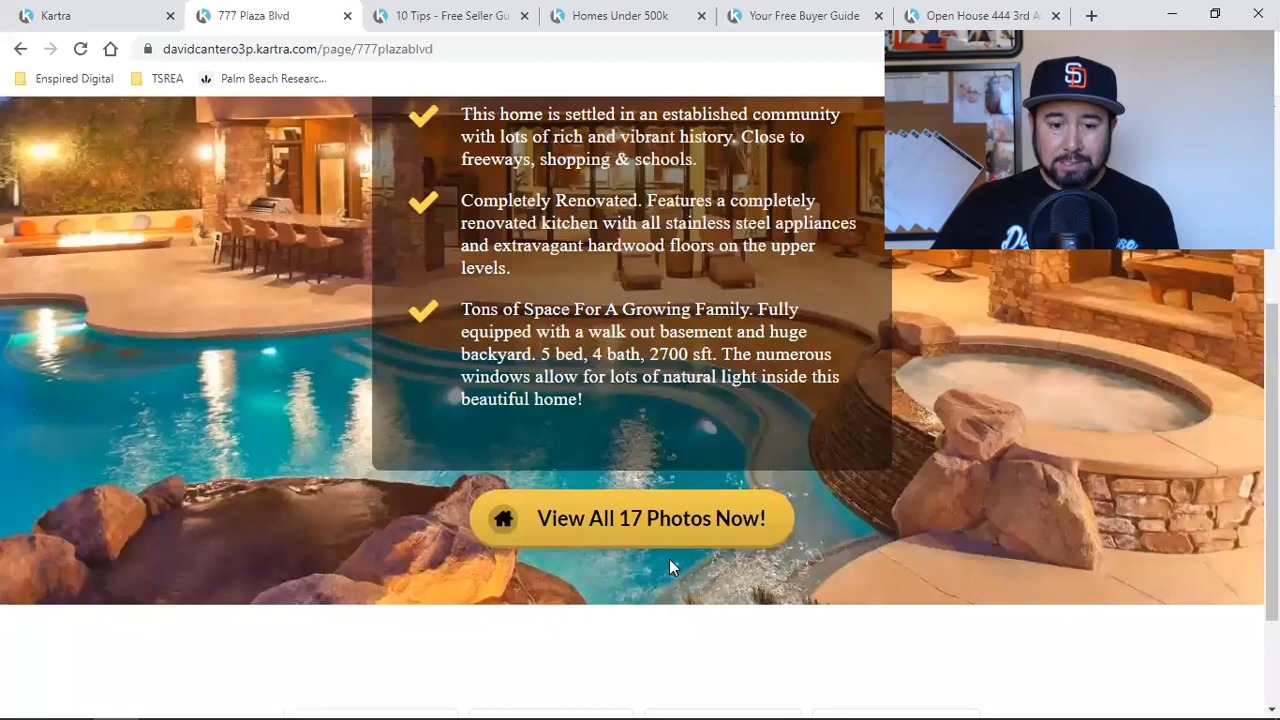 Kartra
777 Plaza Blvd
10 Tips - Free Seller Gu
Homes Under 500k
Your Free Buyer Guide
Open House 444 3rd A
davidcantero5p.kartra.com/page/777plazablvd
Enspired Digital
TSREA
Palm Beach Researc...
SD
This home is settled in an established community
with lots of rich and vibrant history. Close to
freeways, shopping & schools.
Completely Renovated. Features a completely
renovated kitchen with all stainless steel appliances
and extravagant hardwood floors on the upper
levels.
Tons of Space For A Growing Family. Fully
equipped with a walk out basement and huge
backyard. 5 bed, 4 bath, 2700 sft. The numerous
windows allow for lots of natural light inside this
beautiful home!
View All 17 Photos Now!